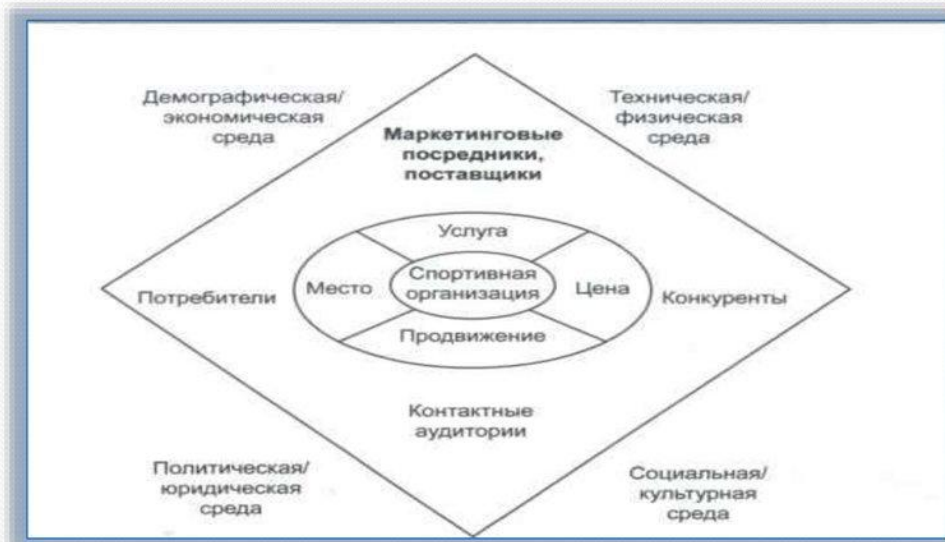 Демографическая/
экономическая
среда
Техническая/
физическая
среда
Маркетинговые
посредники,
поставщики
Услуга
Потребители
Место
Спортивная
организация
Цена
Конкуренты
Продвижение
Контактные
аудитории
Политическая/
юридическая
среда
Социальная/
культурная
среда